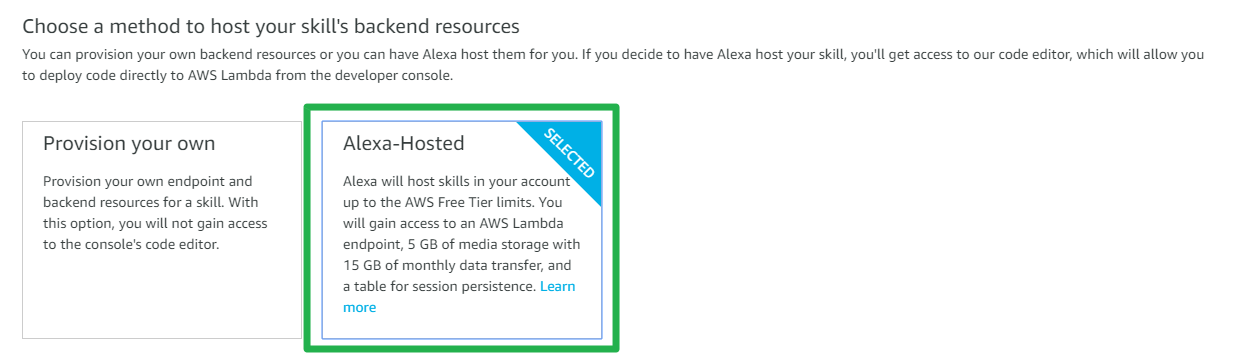 Choose a method to host your skill's backend resources
You can provision your own backend resources or you can have Alexa host them for you. If you decide to have Alexa host your skill, you'll get access to our code editor, which will allow you
to deploy code directly to AWS Lambda from the developer console.
Provision your own
Provision your own endpoint and
backend resources for a skill. With
this option, you will not gain access
to the console's code editor.
Alexa-Hosted
SELECTED
Alexa will host skills in your account
up to the AWS Free Tier limits. You
will gain access to an AWS Lambda
endpoint, 5 GB of media storage with
15 GB of monthly data transfer, and
a table for session persistence. Learn
more